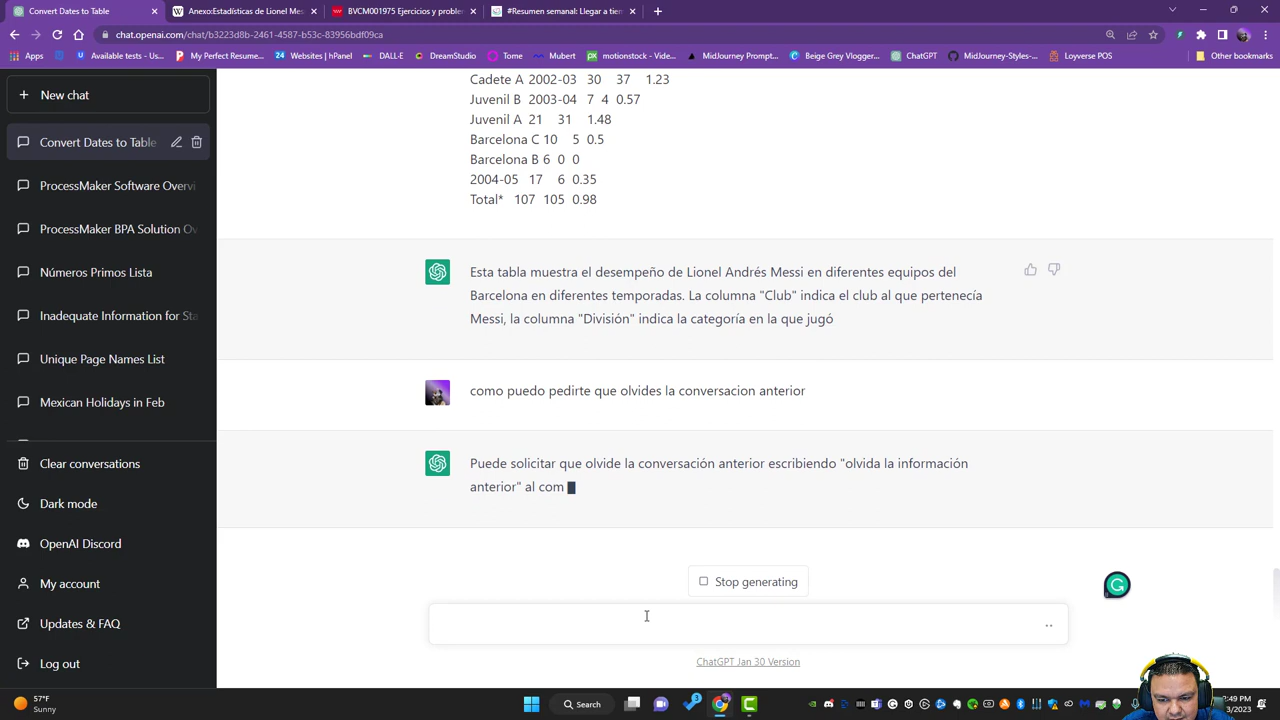 Convert Dates to Table
AnexoEstadísticas de Lionel Mes
BVCM001975 Ejercicios y proble
#Resumen semanal: Llegar a tien
chat.openai.com/chat/b3223d8b-2461-4587-b53c-83956bdf09ca
Apps
Available tests - Us...
My Perfect Resume...
Websites | hPanel
DALL-E
DreamStudio
Tome
Mubert
motionstock - Vide...
MidJourney Prompt...
Beige Grey Vlogger...
ChatGPT
MidJourney-Styles-...
Loyverse POS
Other bookmarks
New chat
Convert Dates to Table
ProcessMaker Software Overvi
ProcessMaker BPA Solution Ov
Números Primos Lista
Inadequate Information for Sta
Unique Page Names List
Mexican Holidays in Feb
Clear conversations
Dark mode
OpenAI Discord
My account
Updates & FAQ
Log out
Cadete A 2002-03 30 37 1.23
Juvenil B 2003-04 7 4 0.57
Juvenil A 21 31 1.48
Barcelona C 10 5 0.5
Barcelona B 6 0 0
2004-05 17 6 0.35
Total* 107 105 0.98
Esta tabla muestra el desempeño de Lionel Andrés Messi en diferentes equipos del
Barcelona en diferentes temporadas. La columna "Club" indica el club al que pertenecía
Messi, la columna "División" indica la categoría en la que jugó
como puedo pedirte que olvides la conversacion anterior
Puede solicitar que olvide la conversación anterior escribiendo "olvida la información
anterior" al com
Stop generating
ChatGPT Jan 30 Version
57°F
Sunny
Search